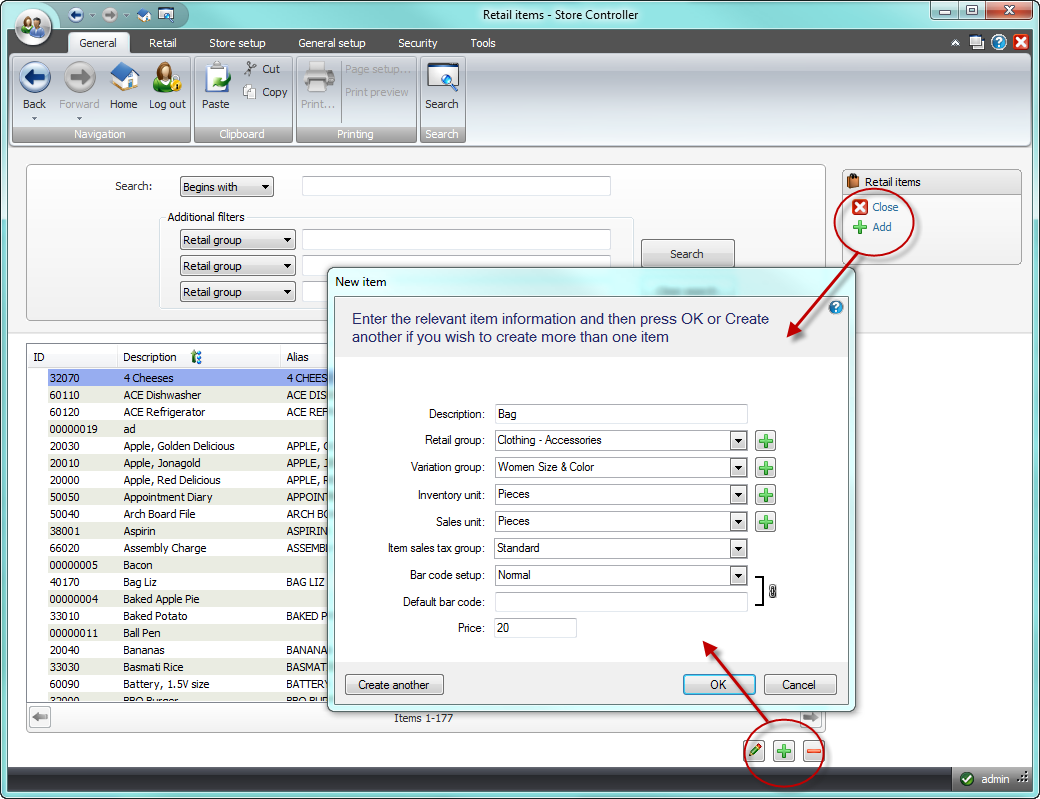 Retail items - Store Controller
General Retail Store setup General setup Security Tools
Back Forward Home Log out
Navigation
Paste Cut
Copy
Clipboard
Print... Page setup...
Print preview
Printing
Search
Search
Search: Begins with
Additional filters
Retail group
Retail group
Retail group
Search
Retail items
Close
Add
ID Description Alias
32070 4 Cheeses 4 CHEES
60110 ACE Dishwasher ACE DIS
60120 ACE Refrigerator ACE REF
00000019 ad
20030 Apple, Golden Delicious APPLE, G
20010 Apple, Jonagold APPLE, J
20000 Apple, Red Delicious APPLE,
50050 Appointment Diary APPOIN
50040 Arch Board File ARCH BO
38001 Aspirin ASPIRIN
66020 Assembly Charge ASSEMB
00000005 Bacon
40170 Bag Liz BAG LIZ
00000004 Baked Apple Pie
33010 Baked Potato BAKED P
00000011 Ball Pen
20040 Bananas BANANA
33030 Basmati Rice BASMAT
60090 Battery, 1.5V size BATTER
Items 1-177
New item
Enter the relevant item information and then press OK or Create
another if you wish to create more than one item
Description: Bag
Retail group: Clothing - Accessories
Variation group: Women Size & Color
Inventory unit: Pieces
Sales unit: Pieces
Item sales tax group: Standard
Bar code setup: Normal
Default bar code:
Price: 20
Create another OK Cancel
admin